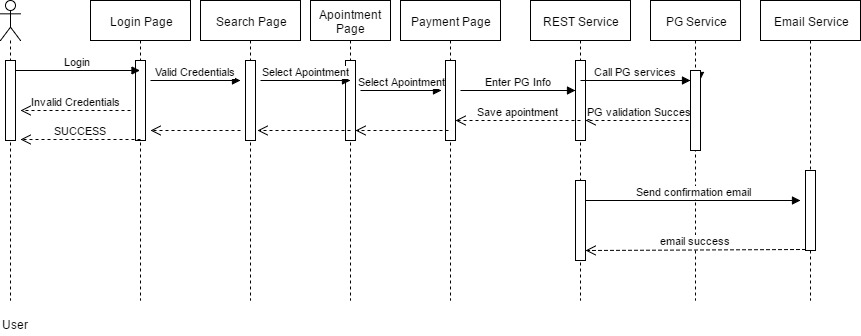 Login Page
Search Page
Apointment
Page
Payment Page
REST Service
PG Service
Email Service
Login
Valid Credentials
Select Apointment
Select Apointment
Enter PG Info
Call PG services
Invalid Credentials
Save apointment
PG validation Succes
SUCCESS
Send confirmation email
email success
User